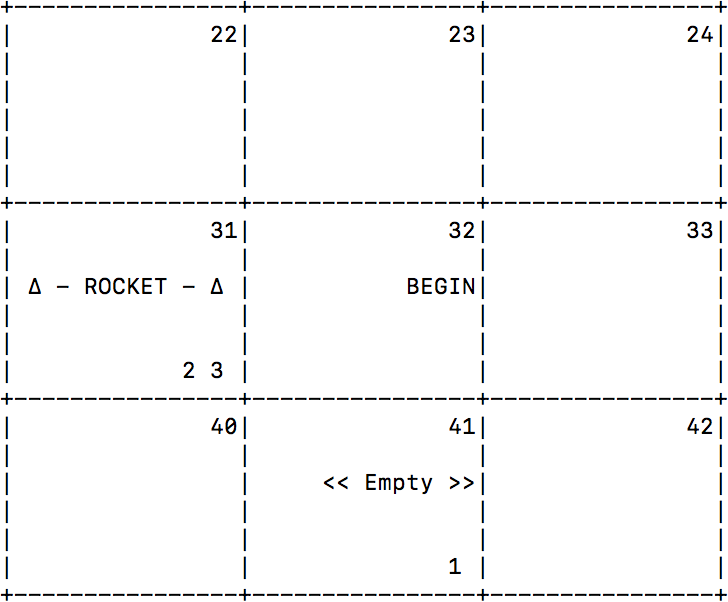 22 23 24
31 32 33
Δ – ROCKET – Δ BEGIN
2 3
40 41 42
<< Empty >>
1